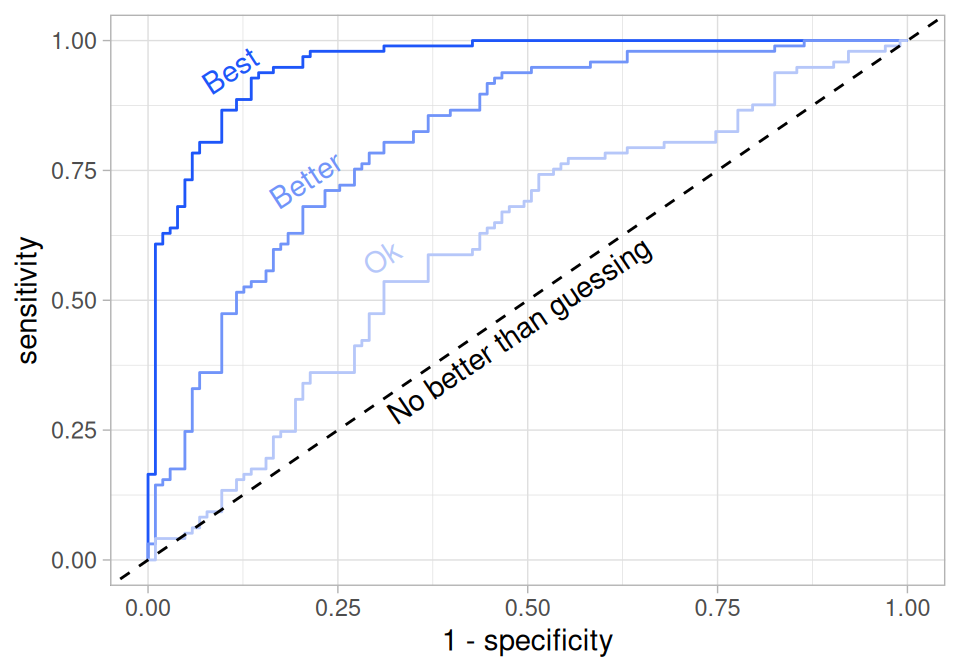 1.00
0.75
0.50
0.25
0.00
sensitivity
Best
Better
Ok
No better than guessing
0.00 0.25 0.50 0.75 1.00
1 - specificity